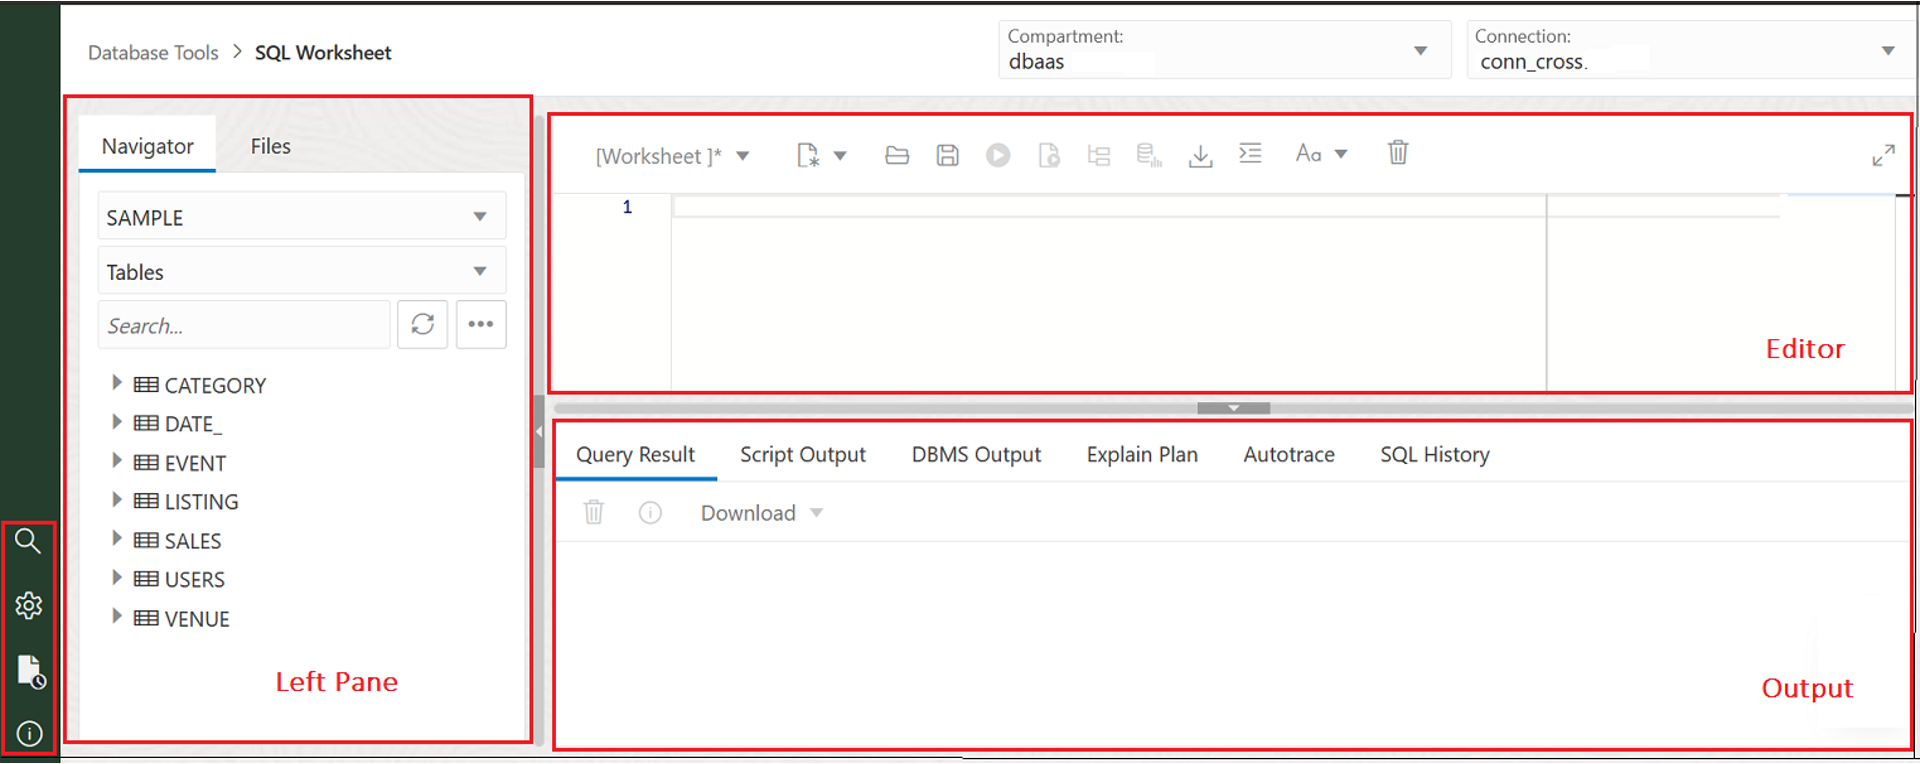 Database Tools > SQL Worksheet
Compartment:
dbaas
Connection:
conn_cross.
Navigator
Files
SAMPLE
Tables
Search...
CATEGORY
DATE_
EVENT
LISTING
SALES
USERS
VENUE
Left Pane
[Worksheet ]*
Aa
1
Editor
Query Result
Script Output
DBMS Output
Explain Plan
Autotrace
SQL History
Download
Output